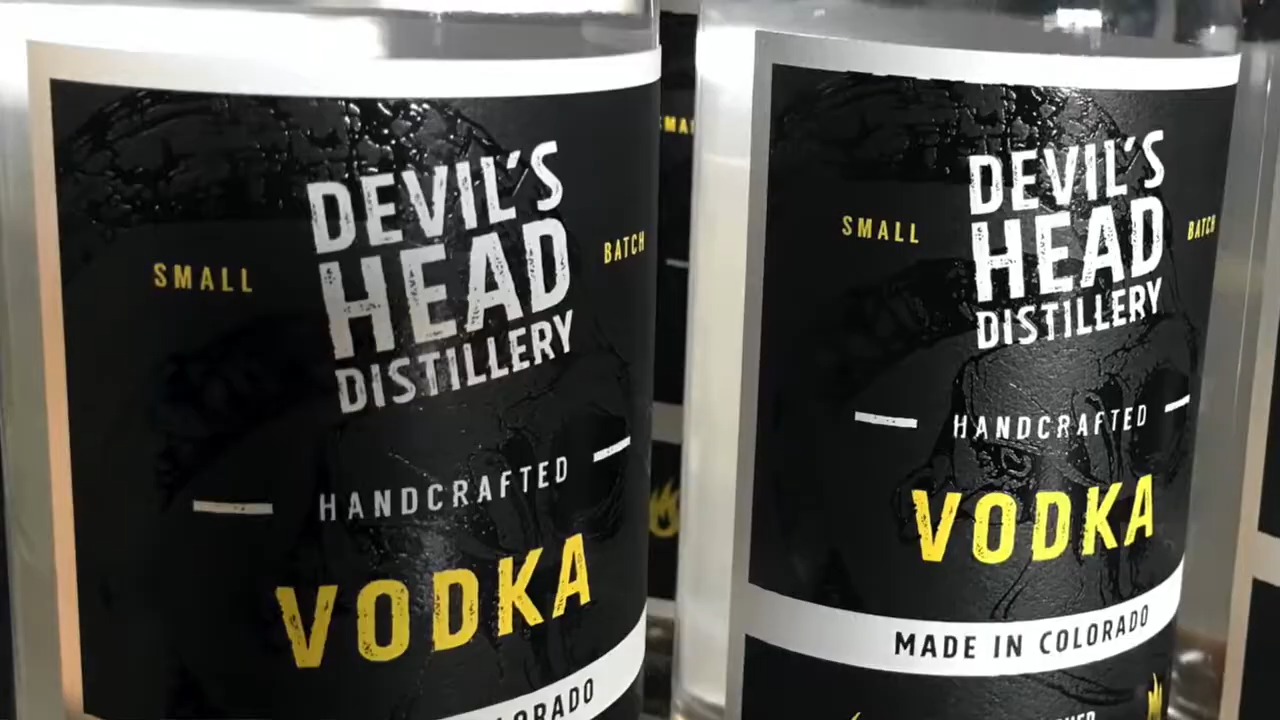 DEVIL'S
HEAD
DISTILLERY
SMALL BATCH
HANDCRAFTED
VODKA
DEVIL'S
HEAD
DISTILLERY
SMALL BATCH
HANDCRAFTED
VODKA
MADE IN COLORADO